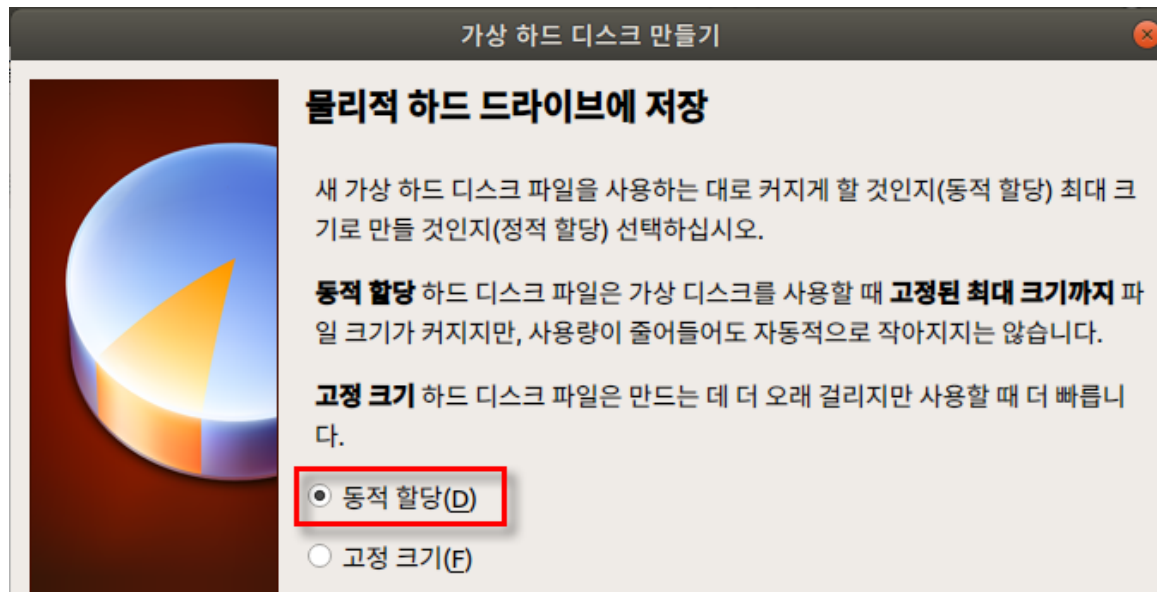 가상 하드 디스크 만들기
물리적 하드 드라이브에 저장
새 가상 하드 디스크 파일을 사용하는 대로 커지게 할 것인지(동적 할당) 최대 크
기로 만들 것인지(정적 할당) 선택하십시오.
동적 할당 하드 디스크 파일은 가상 디스크를 사용할 때 고정된 최대 크기까지 파
일 크기가 커지지만, 사용량이 줄어들어도 자동적으로 작아지지는 않습니다.
고정 크기 하드 디스크 파일은 만드는 데 더 오래 걸리지만 사용할 때 더 빠릅니
다.
동적 할당(D)
고정 크기(F)